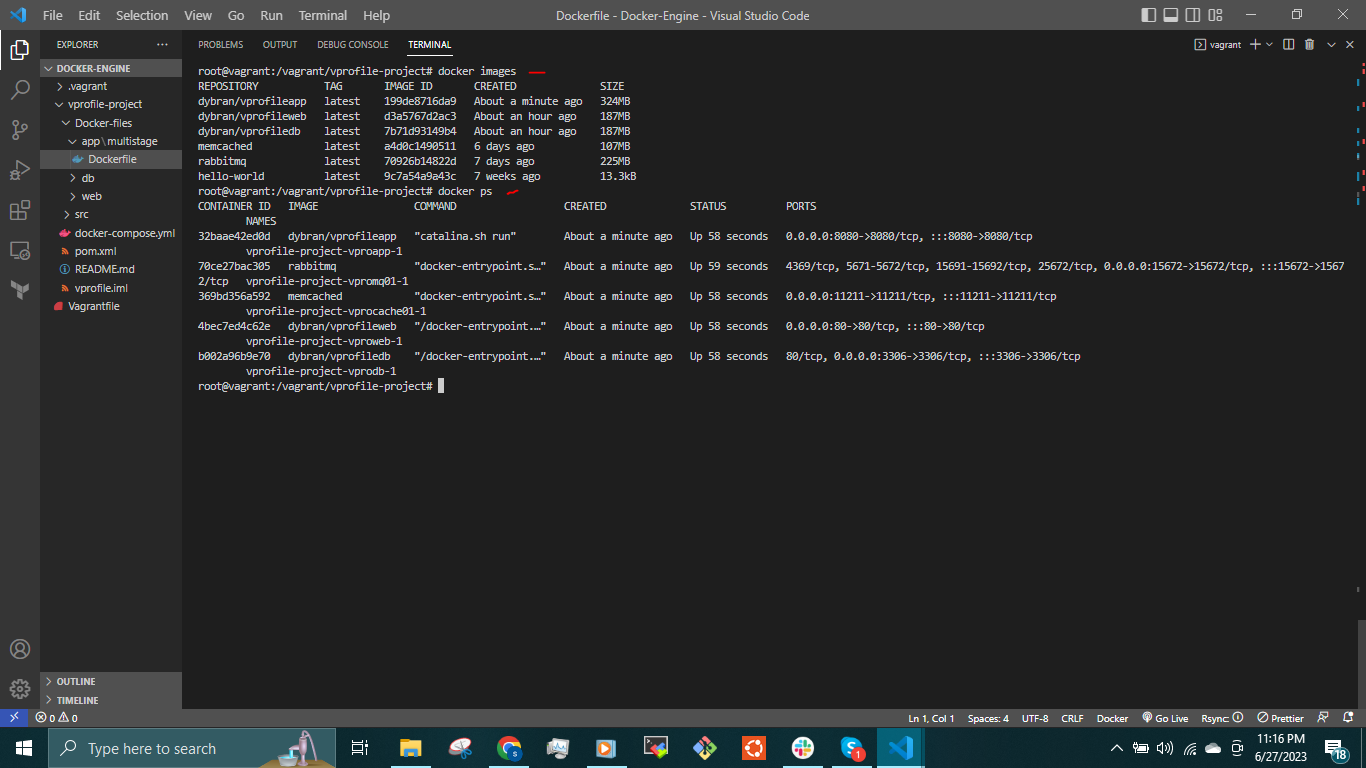 File Edit Selection View Go Run Terminal Help Dockerfile - Docker-Engine - Visual Studio Code
EXPLORER ···
DOCKER-ENGINE
.vagrant
vprofile-project
Docker-files
app\multistage
Dockerfile
db
web
src
docker-compose.yml
pom.xml
README.md
vprofile.iml
Vagrantfile
OUTLINE
TIMELINE
PROBLEMS OUTPUT DEBUG CONSOLE TERMINAL vagrant
root@vagrant:/vagrant/vprofile-project# docker images
REPOSITORY TAG IMAGE ID CREATED SIZE
dybran/vprofileapp latest 199de8716da9 About a minute ago 324MB
dybran/vprofileweb latest d3a5767d2ac3 About an hour ago 187MB
dybran/vprofiledb latest 7b71d93149b4 About an hour ago 187MB
memcached latest a4d0c1490511 6 days ago 107MB
rabbitmq latest 70926b14822d 7 days ago 225MB
hello-world latest 9c7a54a9a43c 7 weeks ago 13.3kB
root@vagrant:/vagrant/vprofile-project# docker ps
CONTAINER ID IMAGE COMMAND CREATED STATUS PORTS
NAMES
32baae42ed0d dybran/vprofileapp "catalina.sh run" About a minute ago Up 58 seconds 0.0.0.0:8080->8080/tcp, :::8080->8080/tcp
vprofile-project-vproapp-1
70ce27bac305 rabbitmq "docker-entrypoint.s…" About a minute ago Up 59 seconds 4369/tcp, 5671-5672/tcp, 15691-15692/tcp, 25672/tcp, 0.0.0.0:15672->15672/tcp, :::15672->1567
2/tcp vprofile-project-vpromq01-1
369bd356a592 memcached "docker-entrypoint.s…" About a minute ago Up 58 seconds 0.0.0.0:11211->11211/tcp, :::11211->11211/tcp
vprofile-project-vprocache01-1
4bec7ed4c62e dybran/vprofileweb "/docker-entrypoint.…" About a minute ago Up 58 seconds 0.0.0.0:80->80/tcp, :::80->80/tcp
vprofile-project-vproweb-1
b002a96b9e70 dybran/vprofiledb "/docker-entrypoint.…" About a minute ago Up 58 seconds 80/tcp, 0.0.0.0:3306->3306/tcp, :::3306->3306/tcp
vprofile-project-vprodb-1
root@vagrant:/vagrant/vprofile-project#
0 0 Ln 1, Col 1 Spaces: 4 UTF-8 CRLF Docker Go Live Rsync: Prettier
Type here to search
S
S 1
11:16 PM
6/27/2023
18